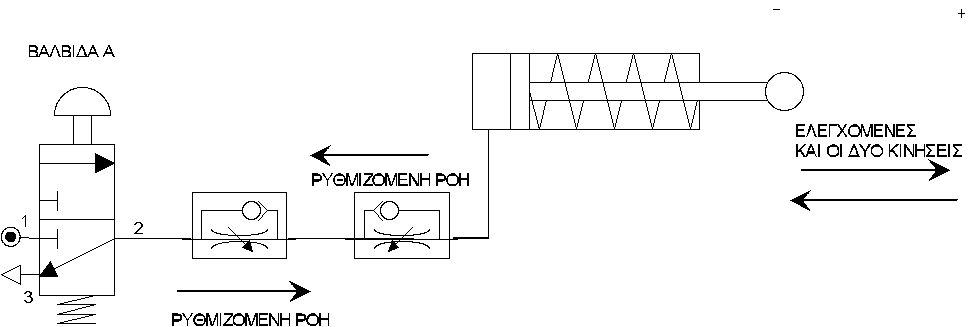 − +
ΒΑΛΒΙΔΑ Α
ΕΛΕΓΧΟΜΕΝΕΣ
ΚΑΙ ΟΙ ΔΥΟ ΚΙΝΗΣΕΙΣ
ΡΥΘΜΙΖΟΜΕΝΗ ΡΟΗ
1
2
3
ΡΥΘΜΙΖΟΜΕΝΗ ΡΟΗ